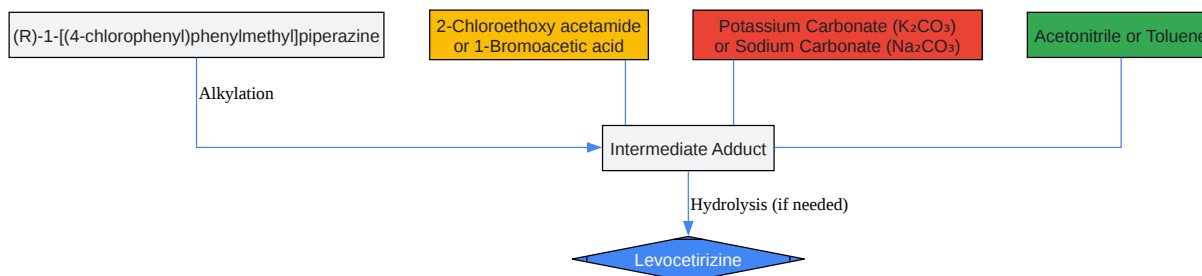 (R)-1-[(4-chlorophenyl)phenylmethyl]piperazine
2-Chloroethoxy acetamide
or 1-Bromoacetic acid
Potassium Carbonate (K₂CO₃)
or Sodium Carbonate (Na₂CO₃)
Acetonitrile or Toluene
Alkylation
Intermediate Adduct
Hydrolysis (if needed)
Levocetirizine